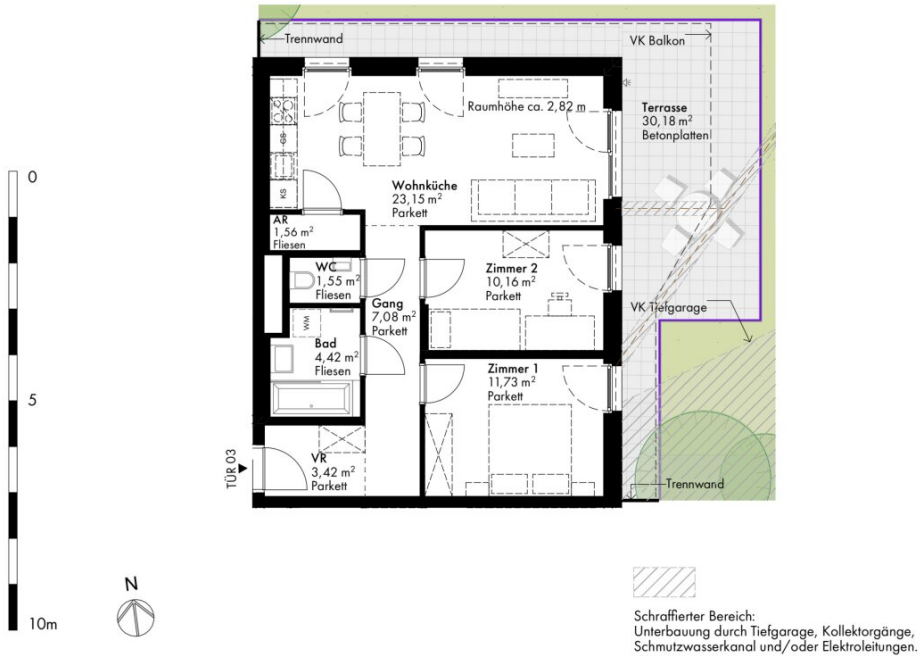 Trennwand
VK Balkon
Raumhöhe ca. 2,82 m
Terrasse
30,18 m²
Betonplatten
GS
KS
Wohnküche
23,15 m²
Parkett
AR
1,56 m²
Fliesen
WC
1,55 m²
Fliesen
Zimmer 2
10,16 m²
Parkett
Gang
7,08 m²
Parkett
VK Tiefgarage
WM
Bad
4,42 m²
Fliesen
Zimmer 1
11,73 m²
Parkett
VR
3,42 m²
Parkett
TÜR 03
Trennwand
0
5
10m
N
Schraffierter Bereich:
Unterbauung durch Tiefgarage, Kollektorgänge,
Schmutzwasserkanal und/oder Elektroleitungen.